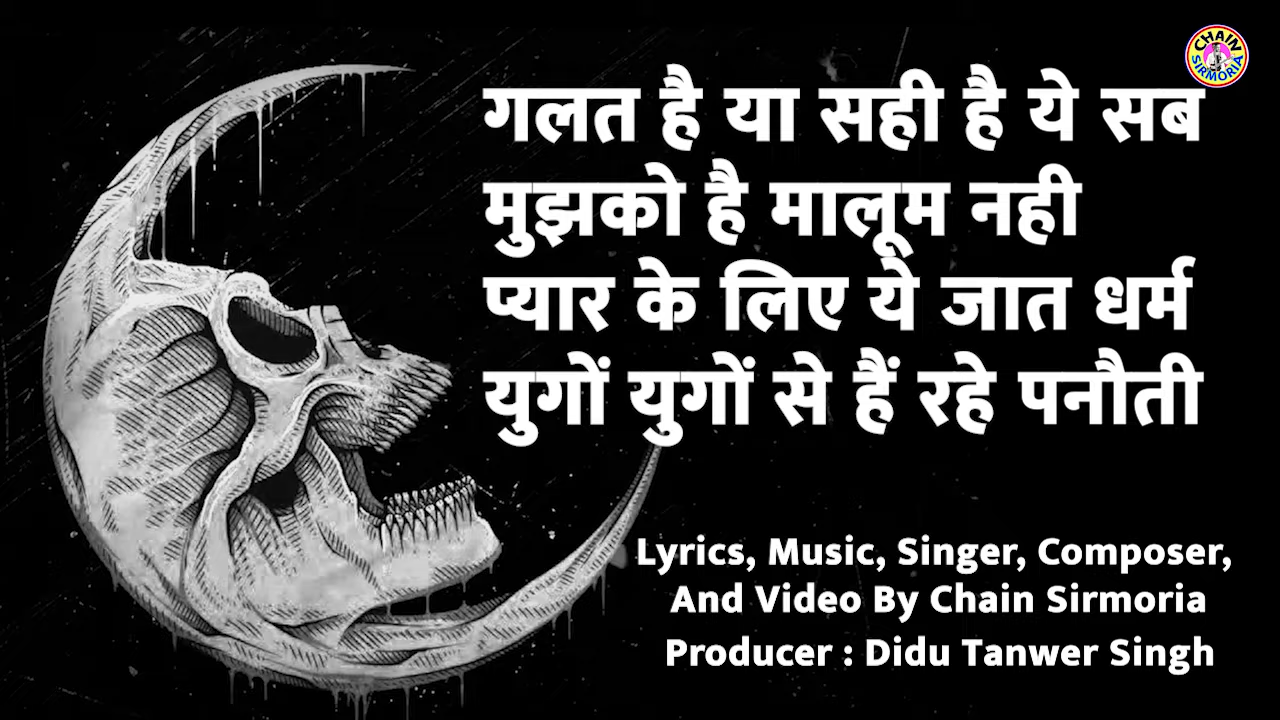 CHAIN
SIRMORIA
गलत है या सही है ये सब
मुझको है मालूम नही
प्यार के लिए ये जात धर्म
युगों युगों से हैं रहे पनौती
Lyrics, Music, Singer, Composer,
And Video By Chain Sirmoria
Producer : Didu Tanwer Singh